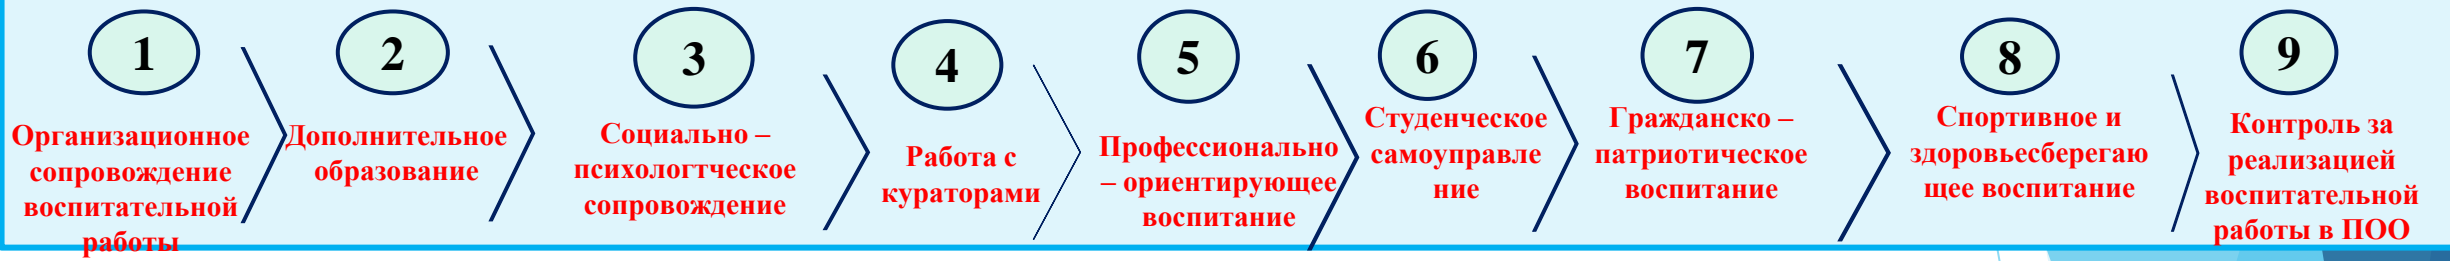 1
Организационное
сопровождение
воспитательной
работы
2
Дополнительное
образование
3
Социально –
психологтческое
сопровождение
4
Работа с
кураторами
5
Профессионально
– ориентирующее
воспитание
6
Студенческое
самоуправле
ние
7
Гражданско –
патриотическое
воспитание
8
Спортивное и
здоровьесберегаю
щее воспитание
9
Контроль за
реализацией
воспитательной
работы в ПОО